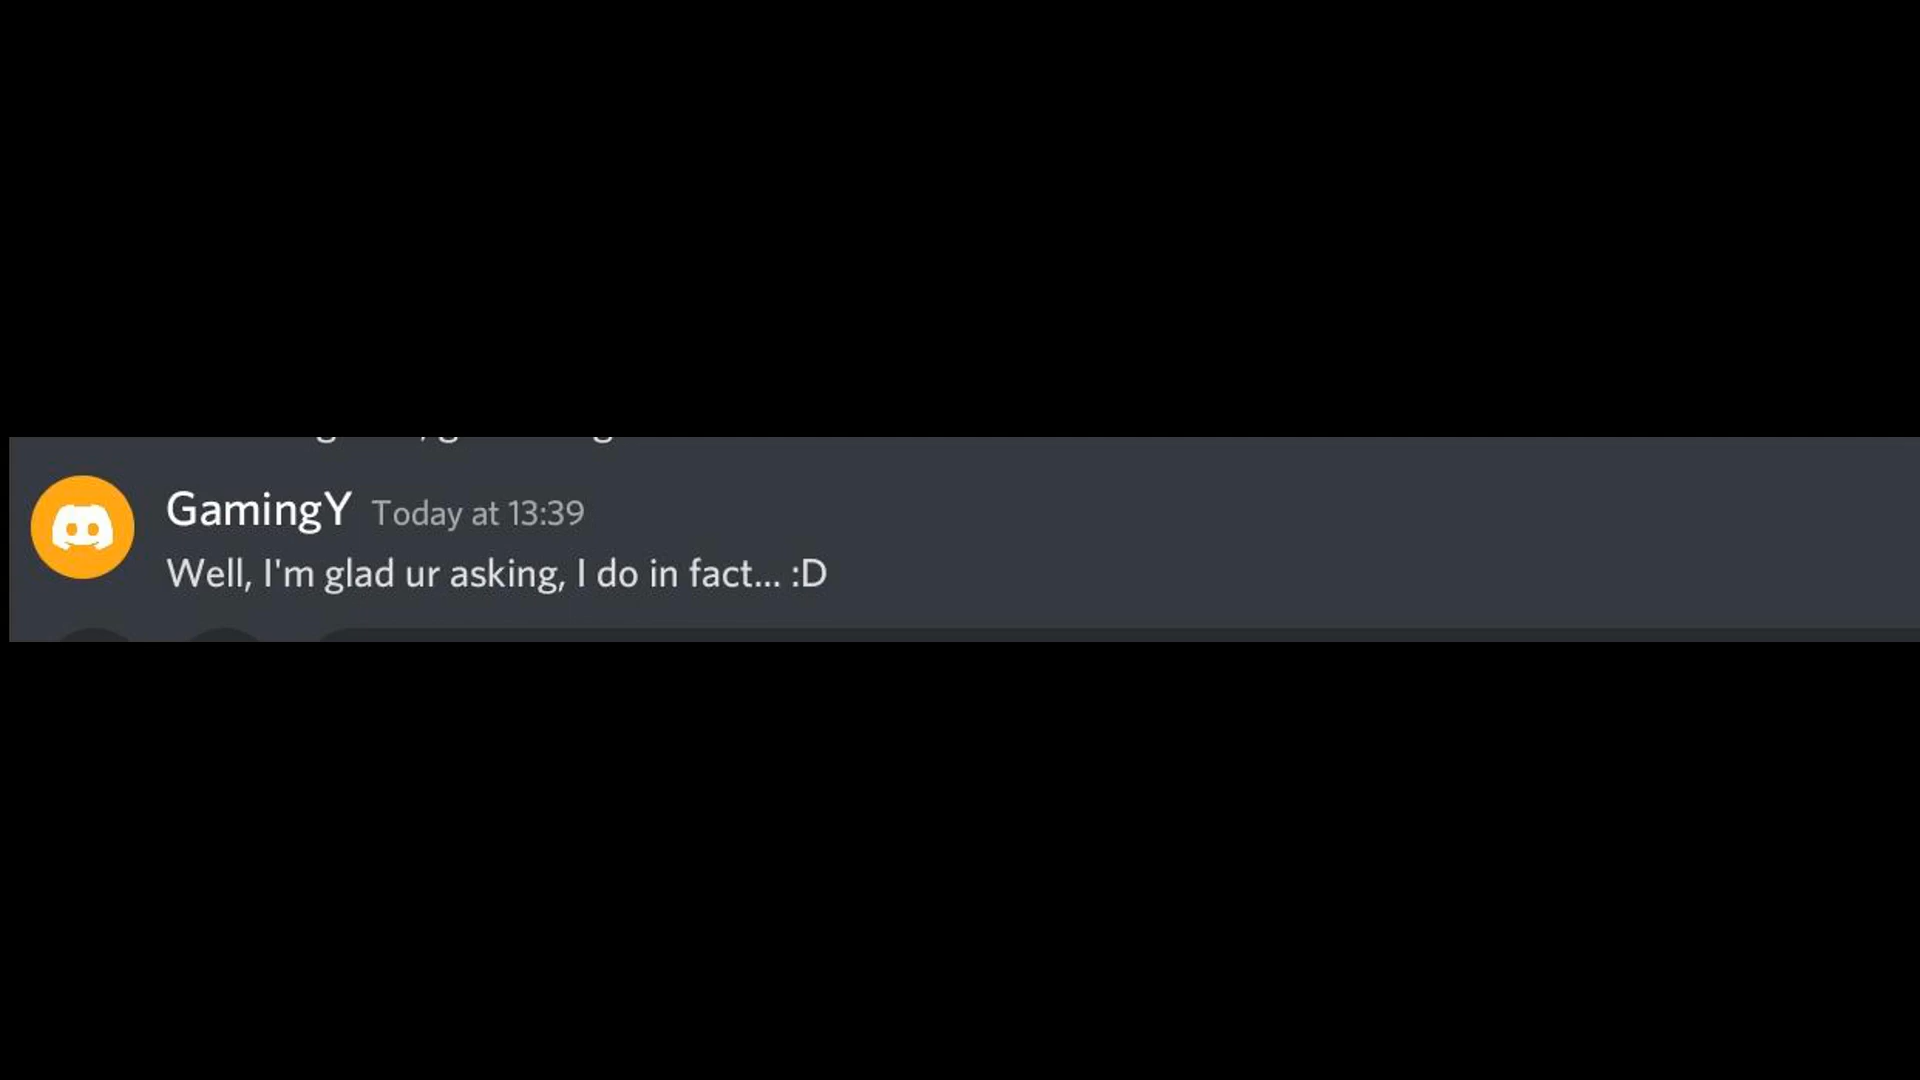 GamingY Today at 13:39
Well, I'm glad ur asking, I do in fact... :D